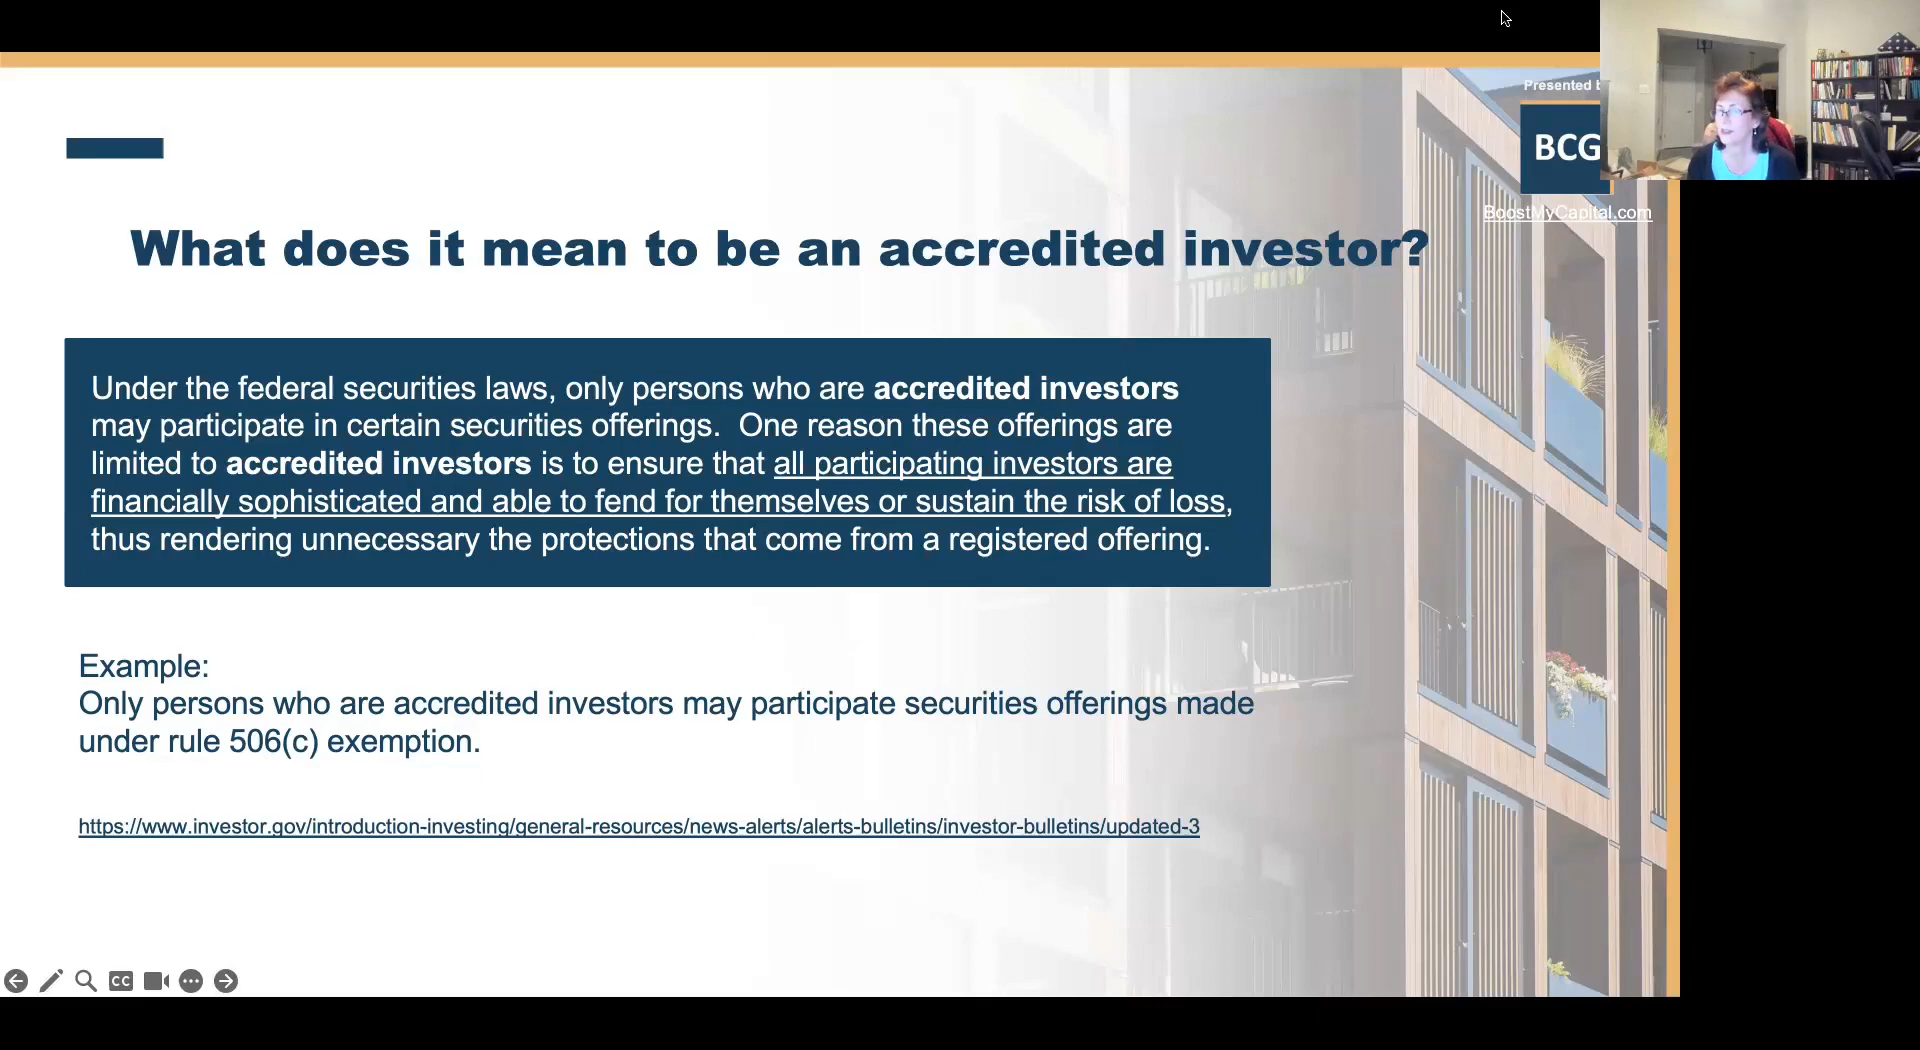 Presented b
BCG
BoostMyCapital.com
What does it mean to be an accredited investor?
Under the federal securities laws, only persons who are accredited investors
may participate in certain securities offerings.  One reason these offerings are
limited to accredited investors is to ensure that all participating investors are
financially sophisticated and able to fend for themselves or sustain the risk of loss,
thus rendering unnecessary the protections that come from a registered offering.
Example:
Only persons who are accredited investors may participate securities offerings made
under rule 506(c) exemption.
https://www.investor.gov/introduction-investing/general-resources/news-alerts/alerts-bulletins/investor-bulletins/updated-3
CC